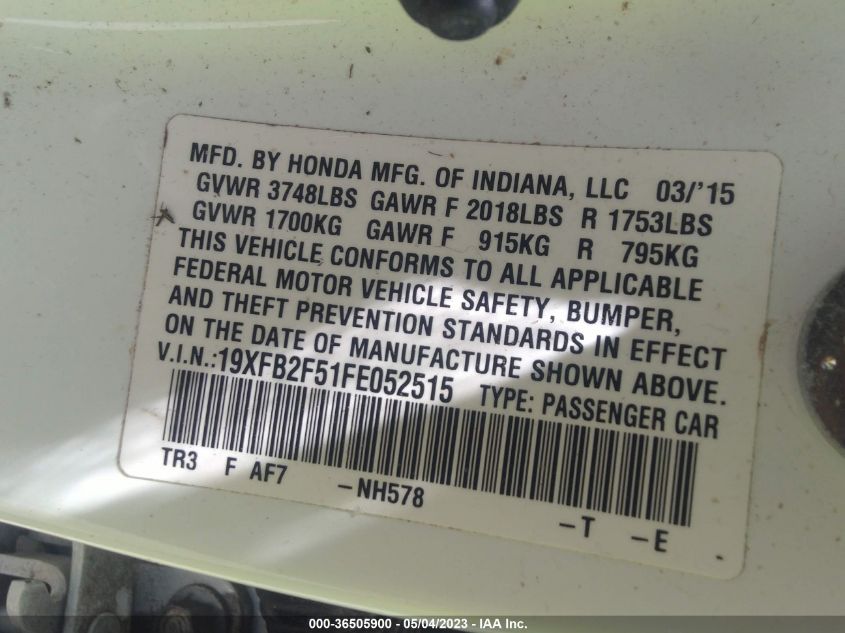 MFD. BY HONDA MFG. OF INDIANA, LLC 03/'15
GVWR 3748LBS GAWR F 2018LBS R 1753LBS
GVWR 1700KG GAWR F 915KG R 795KG
THIS VEHICLE CONFORMS TO ALL APPLICABLE
FEDERAL MOTOR VEHICLE SAFETY, BUMPER,
AND THEFT PREVENTION STANDARDS IN EFFECT
ON THE DATE OF MANUFACTURE SHOWN ABOVE.
V.I.N.:19XFB2F51FE052515 TYPE: PASSENGER CAR
TR3 F AF7 -NH578 -T -E
000-36505900 - 05/04/2023 - IAA Inc.